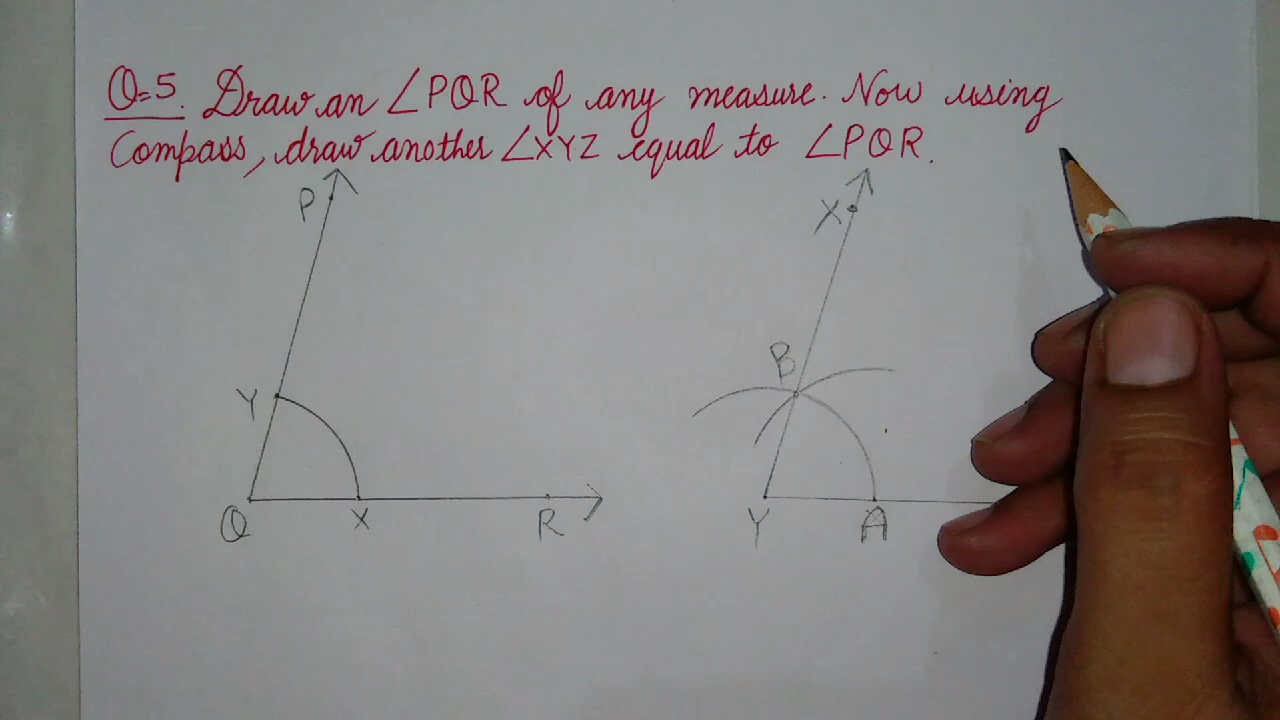 Q=5. Draw an ∠PQR of any measure. Now using
Compass, draw another ∠XYZ equal to ∠PQR.
P
X
B
Y
Q
X
R
Y
A